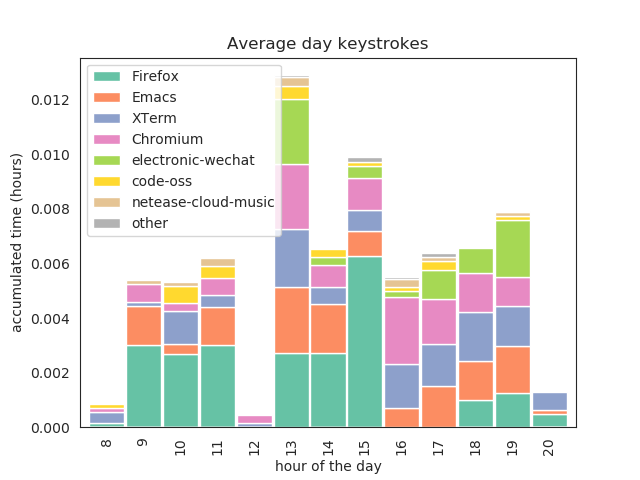 Average day keystrokes
Firefox
Emacs
XTerm
Chromium
electronic-wechat
code-oss
netease-cloud-music
other
accumulated time (hours)
0.012
0.010
0.008
0.006
0.004
0.002
0.000
8 9 10 11 12 13 14 15 16 17 18 19 20
hour of the day